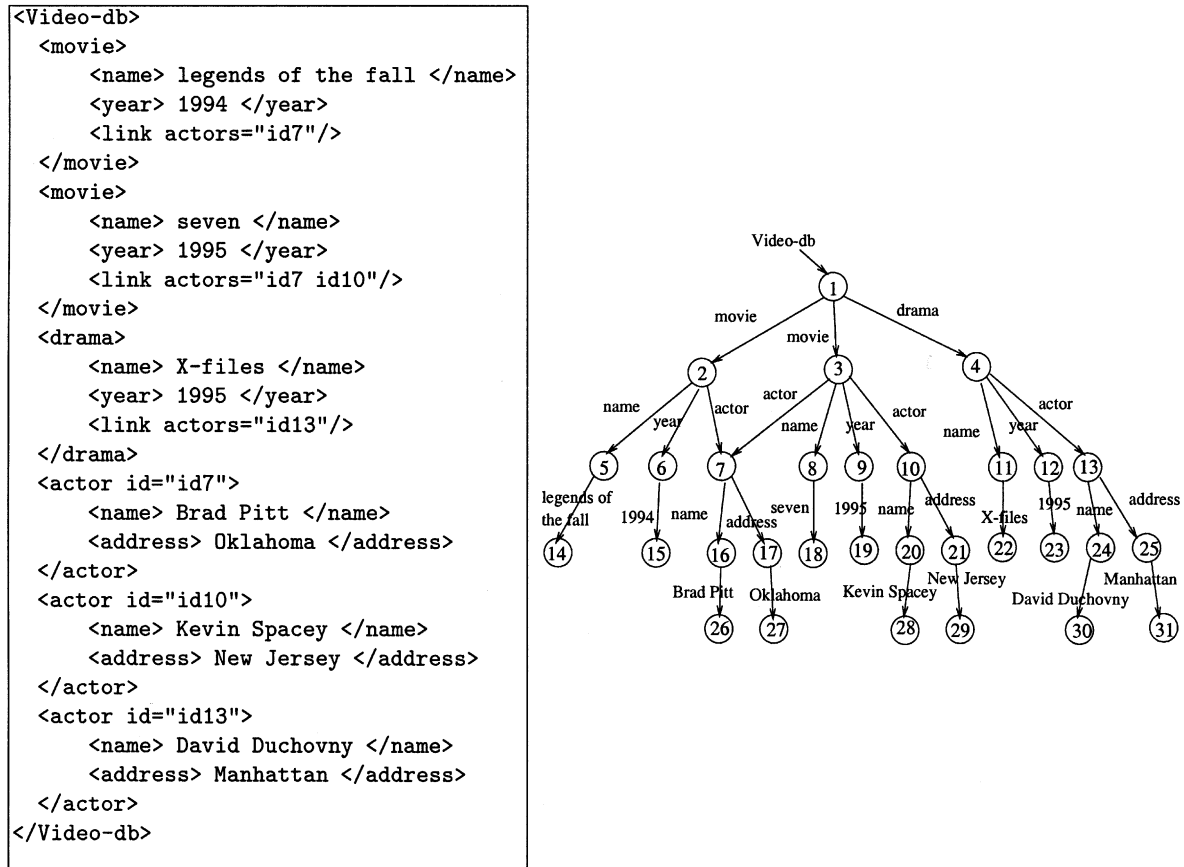 <Video-db>
<movie>
<name> legends of the fall </name>
<year> 1994 </year>
<link actors="id7"/>
</movie>
<movie>
<name> seven </name>
<year> 1995 </year>
<link actors="id7 id10"/>
</movie>
<drama>
<name> X-files </name>
<year> 1995 </year>
<link actors="id13"/>
</drama>
<actor id="id7">
<name> Brad Pitt </name>
<address> Oklahoma </address>
</actor>
<actor id="id10">
<name> Kevin Spacey </name>
<address> New Jersey </address>
</actor>
<actor id="id13">
<name> David Duchovny </name>
<address> Manhattan </address>
</actor>
</Video-db>
Video-db
1
movie movie drama
2 3 4
name year actor actor name year actor name year actor
5 6 7 8 9 10 11 12 13
legends of
the fall 1994 name address seven 1995 name address X-files 1995 name address
14 15 16 17 18 19 20 21 22 23 24 25
Brad Pitt Oklahoma Kevin Spacey New Jersey David Duchovny Manhattan
26 27 28 29 30 31